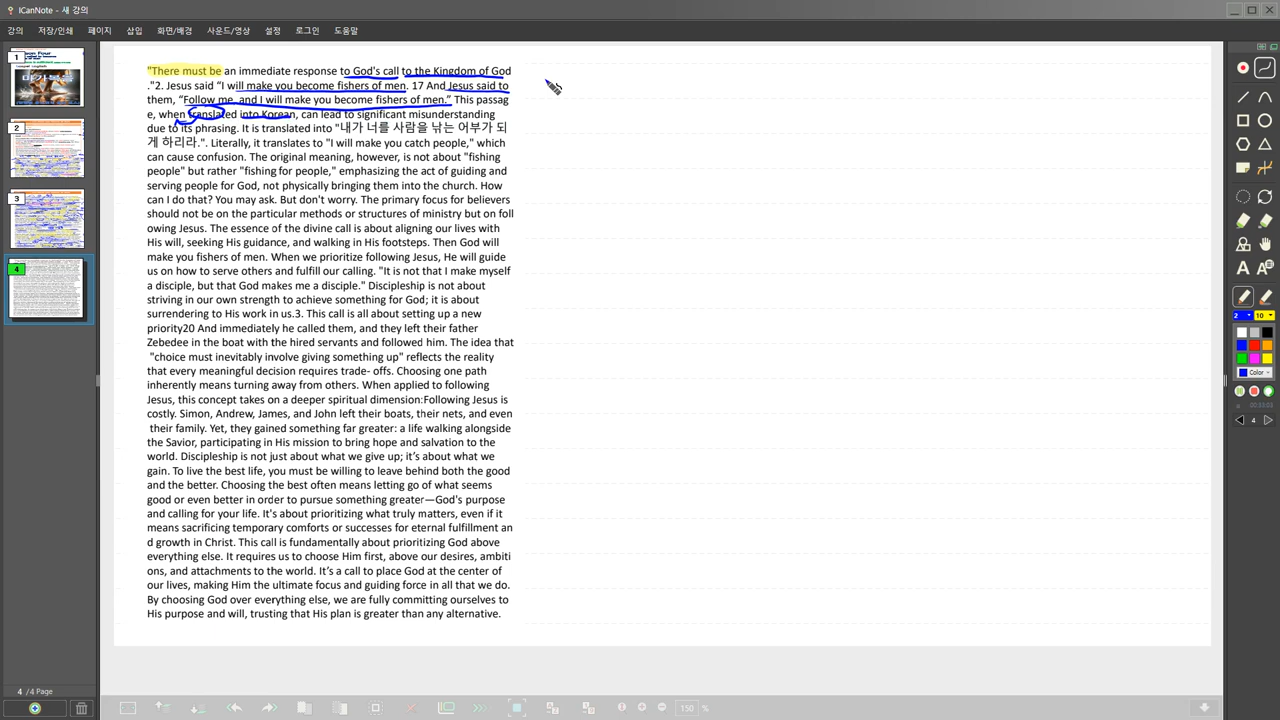 ICanNote - 새 강의
강의 저장/인쇄 페이지 삽입 화면/배경 사운드/영상 설정 로그인 도움말
1
2
3
4
"There must be an immediate response to God's call to the Kingdom of God
."2. Jesus said “I will make you become fishers of men. 17 And Jesus said to
them, “Follow me, and I will make you become fishers of men.” This passag
e, when translated into Korean, can lead to significant misunderstanding
due to its phrasing. It is translated into "내가 너를 사람을 낚는 어부가 되
게 하리라.". Literally, it translates to "I will make you catch people," which
can cause confusion. The original meaning, however, is not about "fishing
people" but rather "fishing for people," emphasizing the act of guiding and
serving people for God, not physically bringing them into the church. How
can I do that? You may ask. But don't worry. The primary focus for believers
should not be on the particular methods or structures of ministry but on foll
owing Jesus. The essence of the divine call is about aligning our lives with
His will, seeking His guidance, and walking in His footsteps. Then God will
make you fishers of men. When we prioritize following Jesus, He will guide
us on how to serve others and fulfill our calling. "It is not that I make myself
a disciple, but that God makes me a disciple." Discipleship is not about
striving in our own strength to achieve something for God; it is about
surrendering to His work in us.3. This call is all about setting up a new
priority20 And immediately he called them, and they left their father
Zebedee in the boat with the hired servants and followed him. The idea that
"choice must inevitably involve giving something up" reflects the reality
that every meaningful decision requires trade- offs. Choosing one path
inherently means turning away from others. When applied to following
Jesus, this concept takes on a deeper spiritual dimension:Following Jesus is
costly. Simon, Andrew, James, and John left their boats, their nets, and even
their family. Yet, they gained something far greater: a life walking alongside
the Savior, participating in His mission to bring hope and salvation to the
world. Discipleship is not just about what we give up; it’s about what we
gain. To live the best life, you must be willing to leave behind both the good
and the better. Choosing the best often means letting go of what seems
good or even better in order to pursue something greater—God's purpose
and calling for your life. It's about prioritizing what truly matters, even if it
means sacrificing temporary comforts or successes for eternal fulfillment an
d growth in Christ. This call is fundamentally about prioritizing God above
everything else. It requires us to choose Him first, above our desires, ambiti
ons, and attachments to the world. It’s a call to place God at the center of
our lives, making Him the ultimate focus and guiding force in all that we do.
By choosing God over everything else, we are fully committing ourselves to
His purpose and will, trusting that His plan is greater than any alternative.
2 10
Color
4
4 /4 Page
150 %